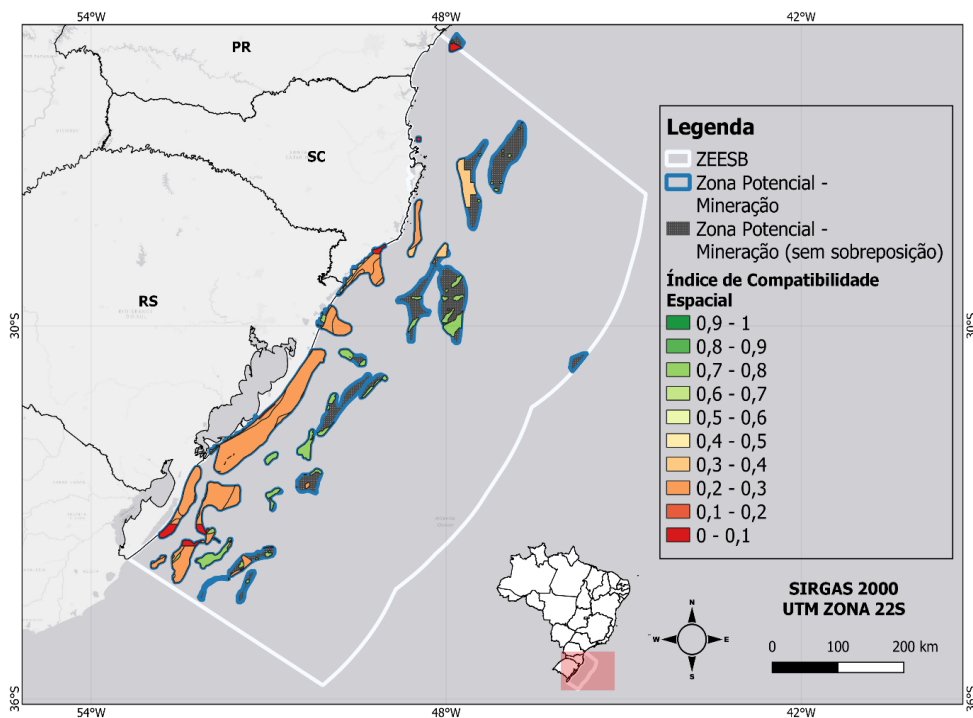 54°W
48°W
42°W
PR
SC
RS
30°S
30°S
Legenda
ZEESB
Zona Potencial -
Mineração
Zona Potencial -
Mineração (sem sobreposição)
Índice de Compatibilidade
Espacial
0,9 - 1
0,8 - 0,9
0,7 - 0,8
0,6 - 0,7
0,5 - 0,6
0,4 - 0,5
0,3 - 0,4
0,2 - 0,3
0,1 - 0,2
0 - 0,1
SIRGAS 2000
UTM ZONA 22S
N
W
E
S
0 100 200 km
36°S
36°S
54°W
48°W
42°W